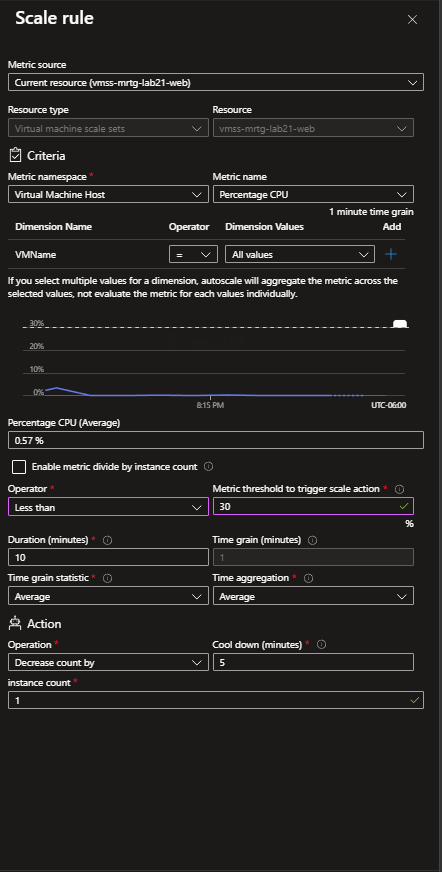 Scale rule
Metric source
Current resource (vmss-mrtg-lab21-web)
Resource type Resource
Virtual machine scale sets vmss-mrtg-lab21-web
Criteria
Metric namespace * Metric name
Virtual Machine Host Percentage CPU
1 minute time grain
Dimension Name Operator Dimension Values Add
VMName = All values +
If you select multiple values for a dimension, autoscale will aggregate the metric across the
selected values, not evaluate the metric for each values individually.
30%
20%
10%
0%
8:15 PM UTC-06:00
Percentage CPU (Average)
0.57 %
Enable metric divide by instance count
Operator * Metric threshold to trigger scale action *
Less than 30
%
Duration (minutes) * Time grain (minutes)
10 1
Time grain statistic * Time aggregation *
Average Average
Action
Operation * Cool down (minutes) *
Decrease count by 5
instance count *
1